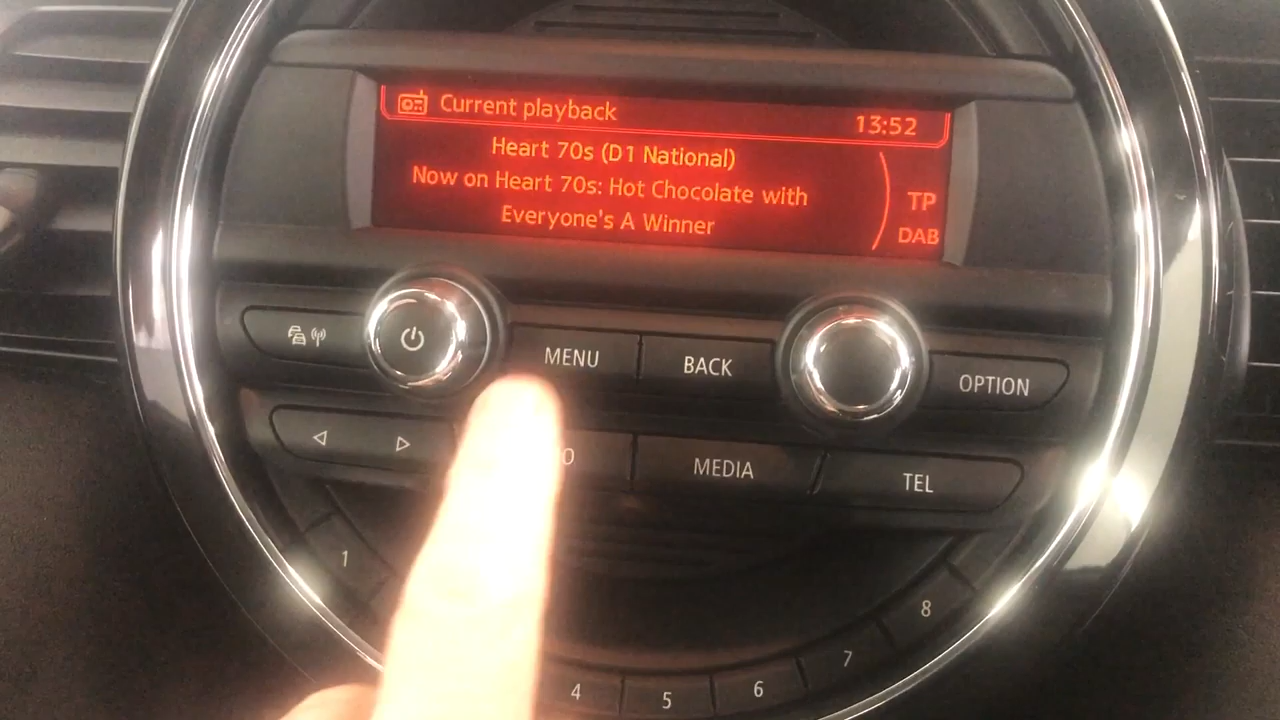 Current playback
13:52
Heart 70s (D1 National)
Now on Heart 70s: Hot Chocolate with
Everyone's A Winner
TP
DAB
MENU
BACK
OPTION
MEDIA
TEL
1
4
5
6
7
8